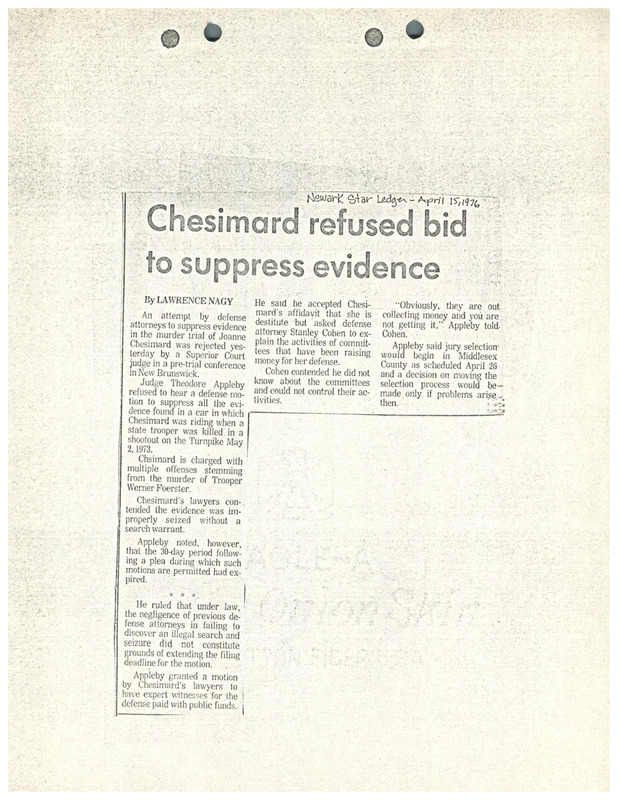 Newark Star Ledger - April 15, 1976
Chesimard refused bid
to suppress evidence
By LAWRENCE NAGY
An attempt by defense
attorneys to suppress evidence
in the murder trial of Joanne
Chesimard was rejected yes-
terday by a Superior Court
judge in a pre-trial conference
in New Brunswick.
Judge Theodore Appleby
refused to hear a defense mo-
tion to suppress all the evi-
dence found in a car in which
Chesimard was riding when a
state trooper was killed in a
shootout on the Turnpike May
2, 1973.
Chsimard is charged with
multiple offenses stemming
from the murder of Trooper
Werner Foerster.
Chesimard's lawyers con-
tended the evidence was im-
properly seized without a
search warrant.
Appleby noted, however,
that the 30-day period follow-
ing a plea during which such
motions are permitted had ex-
pired.
* * *
He ruled that under law,
the negligence of previous de-
fense attorneys in failing to
discover an illegal search and
seizure did not constitute
grounds of extending the filing
deadline for the motion.
Appleby granted a motion
by Chesimard's lawyers to
have expert witnesses for the
defense paid with public funds.
He said he accepted Chesi-
mard's affidavit that she is
destitute but asked defense
attorney Stanley Cohen to ex-
plain the activities of commit-
tees that have been raising
money for her defense.
Cohen contended he did not
know about the committees
and could not control their ac-
tivities.
"Obviously, they are out
collecting money and you are
not getting it," Appleby told
Cohen.
Appleby said jury selection
would begin in Middlesex
County as scheduled April 26
and a decision on moving the
selection process would be
made only if problems arise
then.